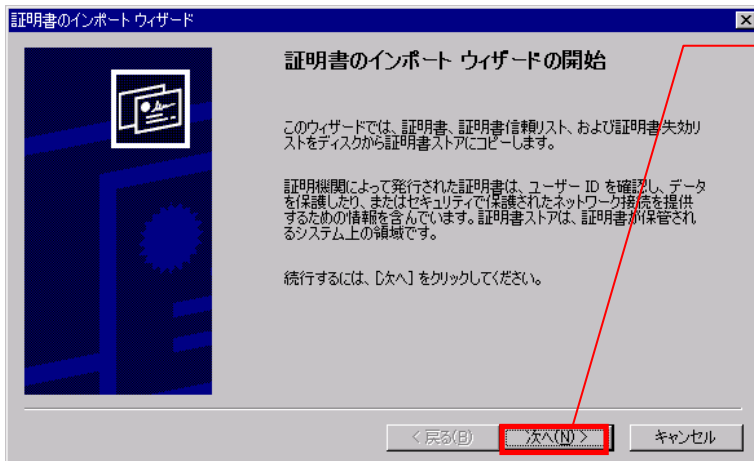 証明書のインポート ウィザード
証明書のインポート ウィザードの開始
このウィザードでは、証明書、証明書信頼リスト、および証明書失効リ
ストをディスクから証明書ストアにコピーします。
証明機関によって発行された証明書は、ユーザー ID を確認し、データ
を保護したり、またはセキュリティで保護されたネットワーク接続を提供
するための情報を含んでいます。証明書ストアは、証明書が保管され
るシステム上の領域です。
続行するには、[次へ] をクリックしてください。
< 戻る(B)
次へ(N) >
キャンセル